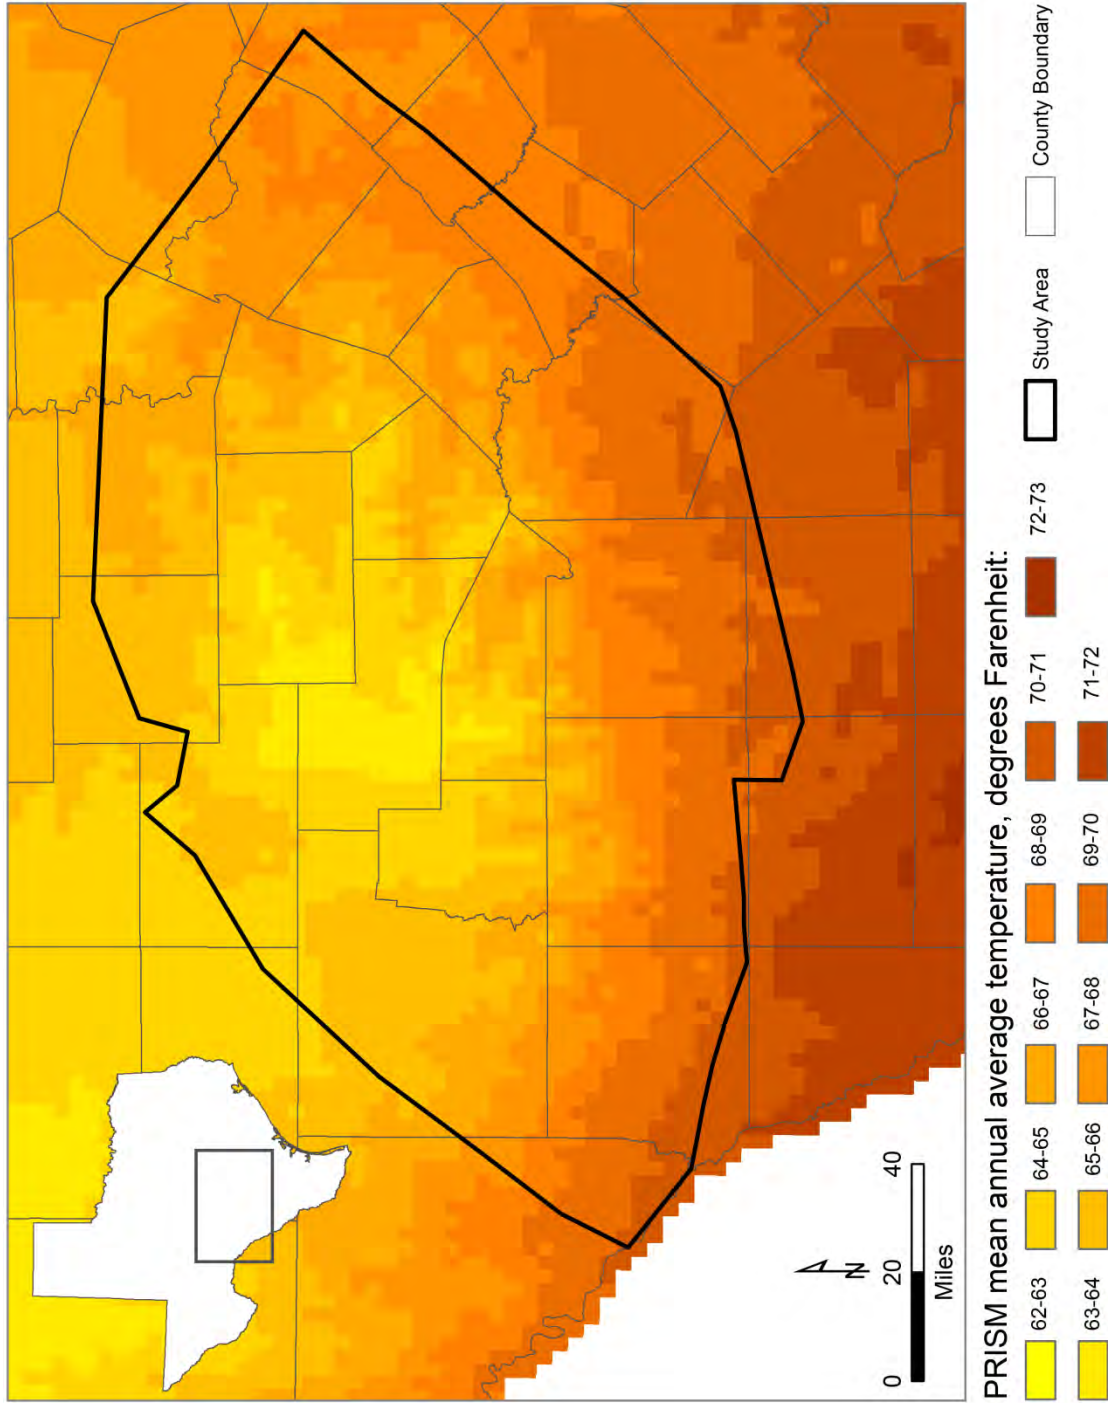 N
0 20 40
Miles
PRISM mean annual average temperature, degrees Farenheit:
62-63 64-65 66-67 68-69 70-71 72-73 Study Area County Boundary
63-64 65-66 67-68 69-70 71-72